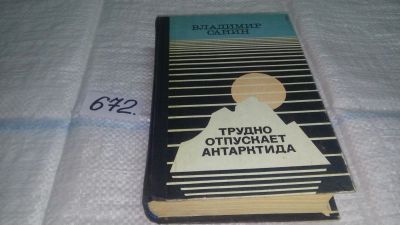 ВЛАДИМИР
САНИН
672.
ТРУДНО
ОТПУСКАЕТ
АНТАРКТИДА